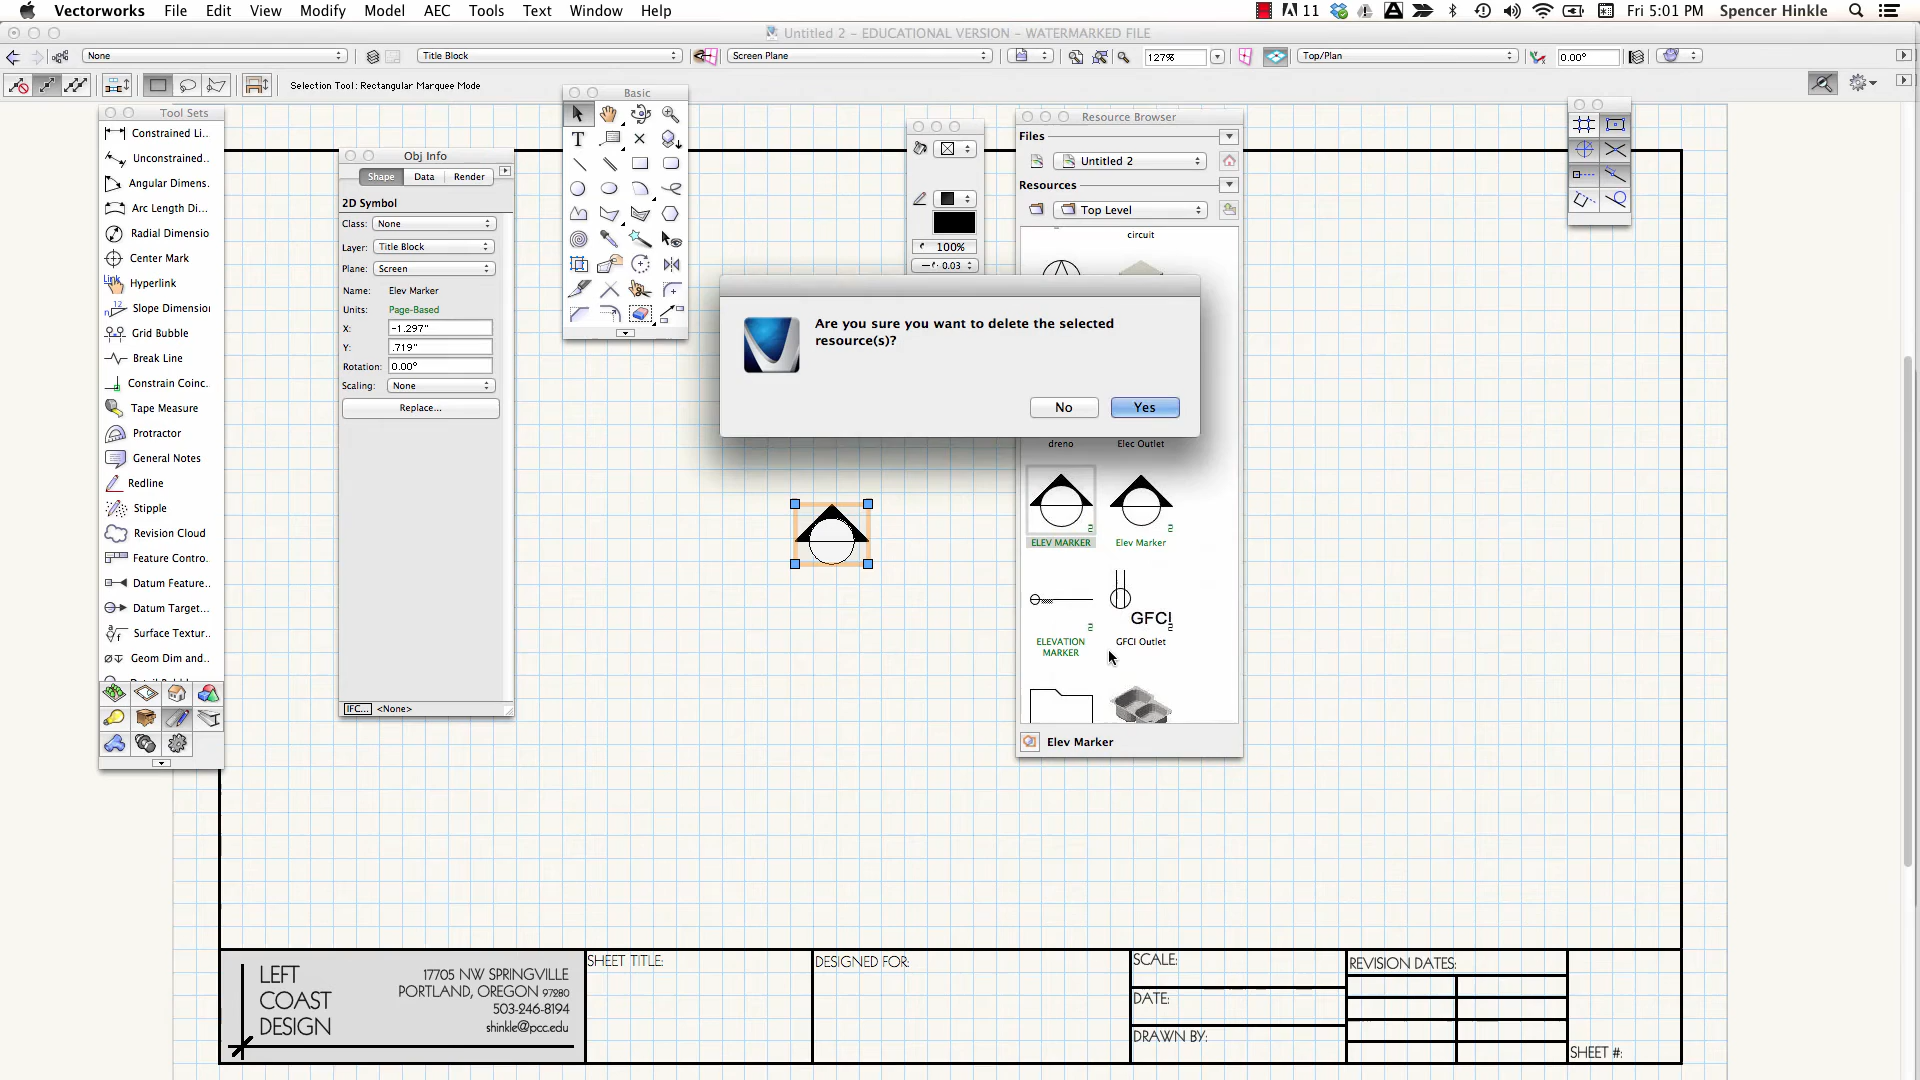 Vectorworks File Edit View Modify Model AEC Tools Text Window Help
11 Fri 5:01 PM Spencer Hinkle
Untitled 2 – EDUCATIONAL VERSION – WATERMARKED FILE
None Title Block Screen Plane 127% Top/Plan 0.00°
Selection Tool: Rectangular Marquee Mode
Tool Sets
Constrained Li..
Unconstrained..
Angular Dimens..
Arc Length Di...
Radial Dimensio
Center Mark
Link
Hyperlink
12
Slope Dimension
Grid Bubble
Break Line
Constrain Coinc.
Tape Measure
Protractor
General Notes
Redline
Stipple
Revision Cloud
Feature Contro..
Datum Feature..
Datum Target...
Surface Textur..
Geom Dim and..
Obj Info
Shape Data Render
2D Symbol
Class: None
Layer: Title Block
Plane: Screen
Name: Elev Marker
Units: Page-Based
X: -1.297"
Y: .719"
Rotation: 0.00°
Scaling: None
Replace...
IFC... <None>
Basic
100%
0.03
Resource Browser
Files
Untitled 2
Resources
Top Level
circuit
Are you sure you want to delete the selected
resource(s)?
No Yes
dreno Elec Outlet
2 2
ELEV MARKER Elev Marker
GFCI
2 2
ELEVATION
MARKER
GFCI Outlet
Elev Marker
LEFT
COAST
DESIGN
17705 NW SPRINGVILLE
PORTLAND, OREGON 97280
503-246-8194
shinkle@pcc.edu
SHEET TITLE:
DESIGNED FOR:
SCALE:
DATE:
DRAWN BY:
REVISION DATES:
SHEET #: